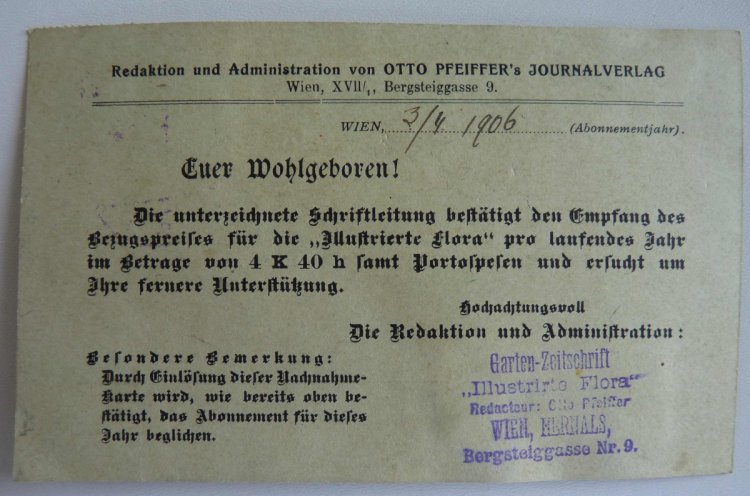 Redaktion und Administration von OTTO PFEIFFER's JOURNALVERLAG
Wien, XVII/1, Bergsteiggasse 9.
WIEN, 3/4 1906 (Abonnementjahr).
Euer Wohlgeboren!
Die unterzeichnete Schriftleitung bestätigt den Empfang des
Bezugspreises für die „Illustrierte Flora“ pro laufendes Jahr
im Betrage von 4 K 40 h samt Portospesen und ersucht um
Ihre fernere Unterstützung.
Hochachtungsvoll
Die Redaktion und Administration:
Besondere Bemerkung:
Durch Einlösung dieser Nachnahme-
Karte wird, wie bereits oben be-
stätigt, das Abonnement für dieses
Jahr beglichen.
Garten-Zeitschrift
„Illustrirte Flora“
Redacteur: Otto Pfeiffer
WIEN, HERNALS,
Bergsteiggasse Nr. 9.